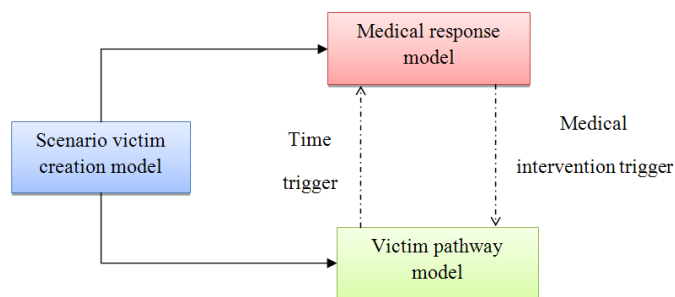 Medical response
model
Scenario victim
creation model
Time
trigger
Medical
intervention trigger
Victim pathway
model